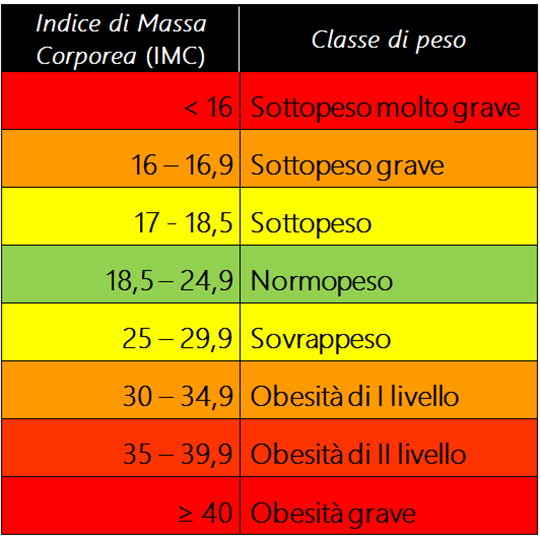 Indice di Massa
Corporea (IMC)
Classe di peso
< 16 Sottopeso molto grave
16 – 16,9 Sottopeso grave
17 - 18,5 Sottopeso
18,5 – 24,9 Normopeso
25 – 29,9 Sovrappeso
30 – 34,9 Obesità di I livello
35 – 39,9 Obesità di II livello
≥ 40 Obesità grave